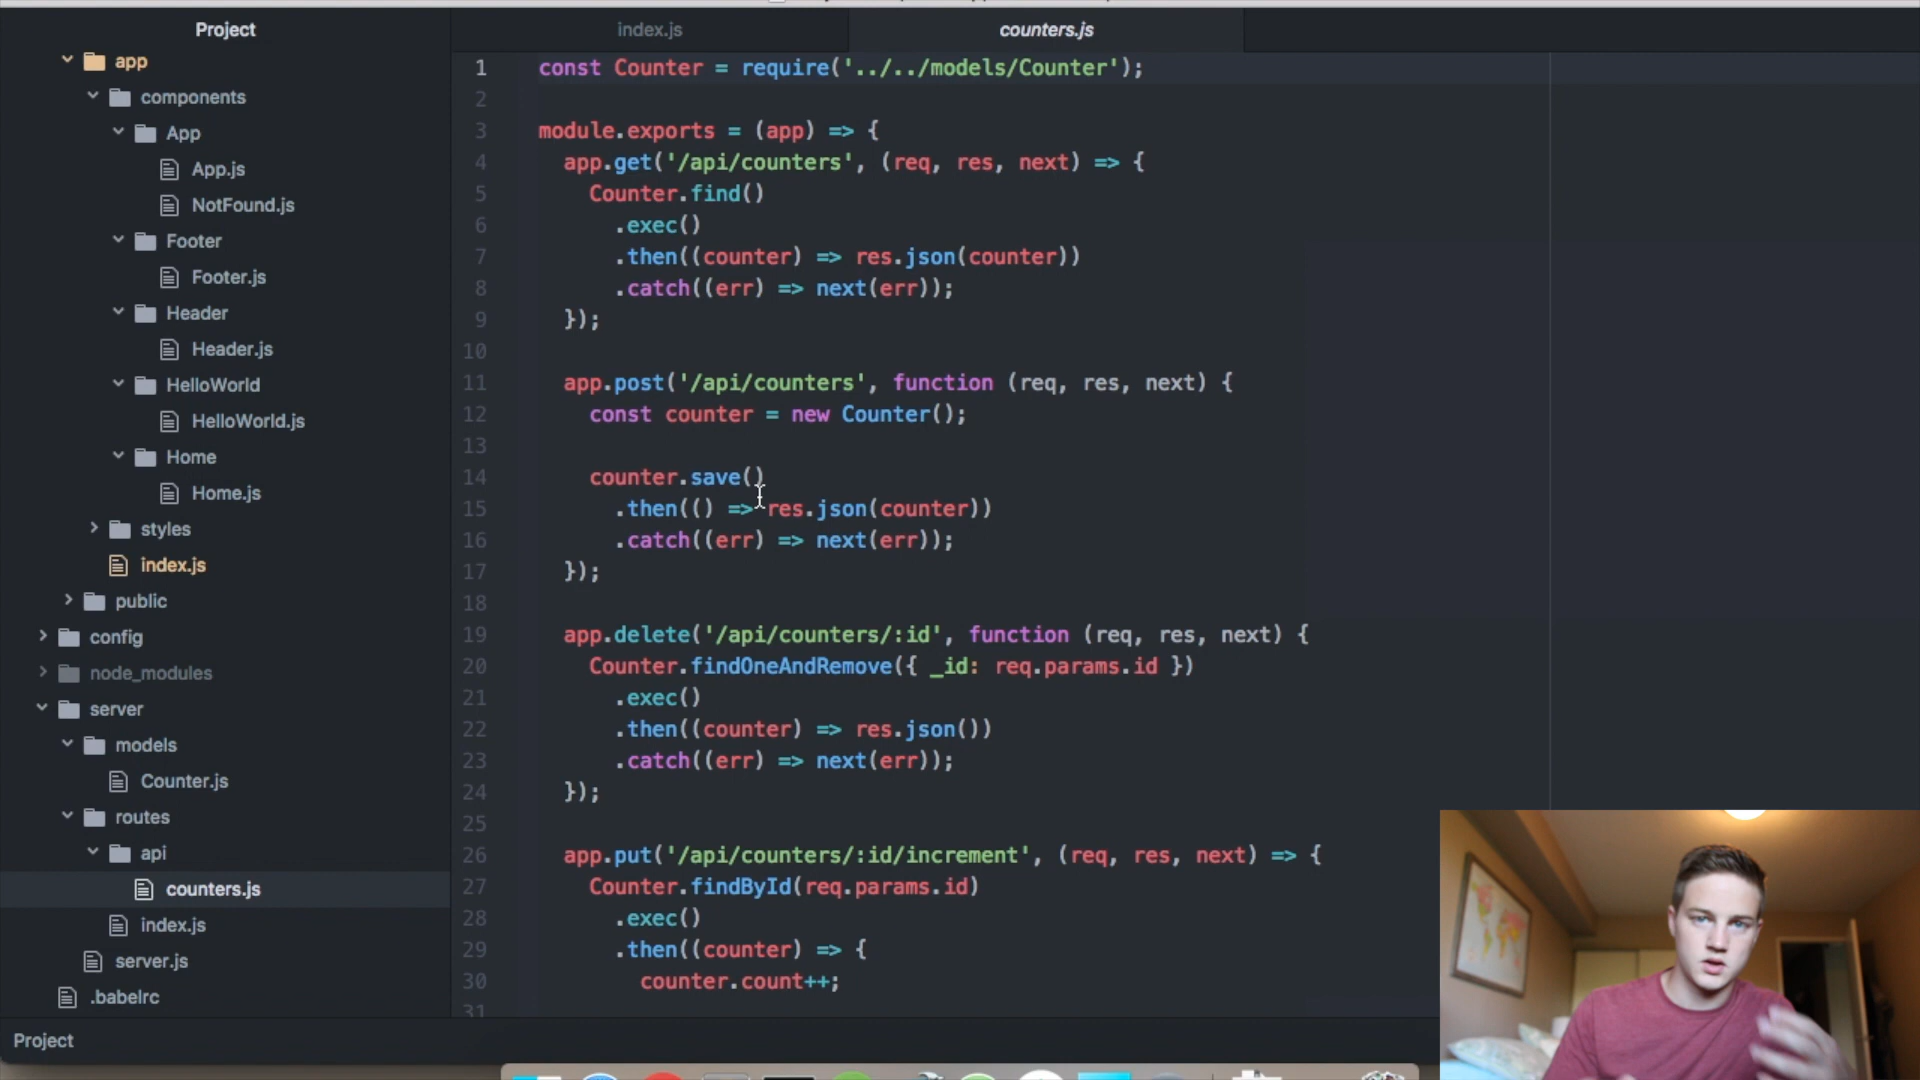 Project
app
components
App
App.js
NotFound.js
Footer
Footer.js
Header
Header.js
HelloWorld
HelloWorld.js
Home
Home.js
styles
index.js
public
config
node_modules
server
models
Counter.js
routes
api
counters.js
index.js
server.js
.babelrc
Project
index.js
counters.js
1 const Counter = require('../../models/Counter');
2
3 module.exports = (app) => {
4 app.get('/api/counters', (req, res, next) => {
5 Counter.find()
6 .exec()
7 .then((counter) => res.json(counter))
8 .catch((err) => next(err));
9 });
10
11 app.post('/api/counters', function (req, res, next) {
12 const counter = new Counter();
13
14 counter.save()
15 .then(() => res.json(counter))
16 .catch((err) => next(err));
17 });
18
19 app.delete('/api/counters/:id', function (req, res, next) {
20 Counter.findOneAndRemove({ _id: req.params.id })
21 .exec()
22 .then((counter) => res.json())
23 .catch((err) => next(err));
24 });
25
26 app.put('/api/counters/:id/increment', (req, res, next) => {
27 Counter.findById(req.params.id)
28 .exec()
29 .then((counter) => {
30 counter.count++;
31